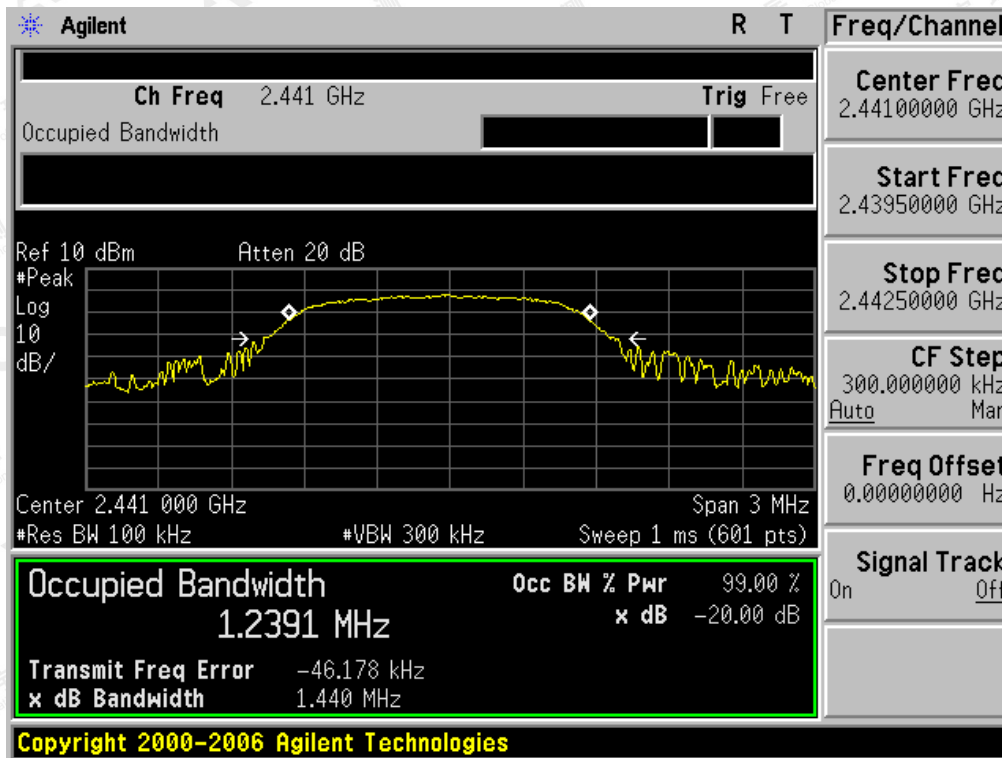 Agilent R T
Ch Freq 2.441 GHz Trig Free
Occupied Bandwidth
Ref 10 dBm Atten 20 dB
#Peak
Log
10
dB/
Center 2.441 000 GHz Span 3 MHz
#Res BW 100 kHz #VBW 300 kHz Sweep 1 ms (601 pts)
Occupied Bandwidth
1.2391 MHz
Occ BW % Pwr 99.00 %
x dB -20.00 dB
Transmit Freq Error -46.178 kHz
x dB Bandwidth 1.440 MHz
Copyright 2000-2006 Agilent Technologies
Freq/Channel
Center Freq
2.44100000 GHz
Start Freq
2.43950000 GHz
Stop Freq
2.44250000 GHz
CF Step
300.000000 kHz
Auto Man
Freq Offset
0.00000000 Hz
Signal Track
On Off